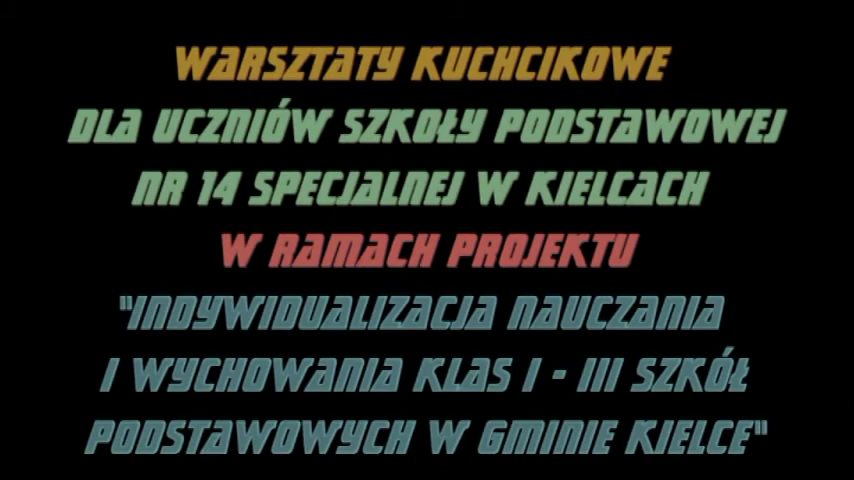 WARSZTATY KUCHCIKOWE
DLA UCZNIÓW SZKOŁY PODSTAWOWEJ
NR 14 SPECJALNEJ W KIELCACH
W RAMACH PROJEKTU
"INDYWIDUALIZACJA NAUCZANIA
I WYCHOWANIA KLAS I - III SZKÓŁ
PODSTAWOWYCH W GMINIE KIELCE"